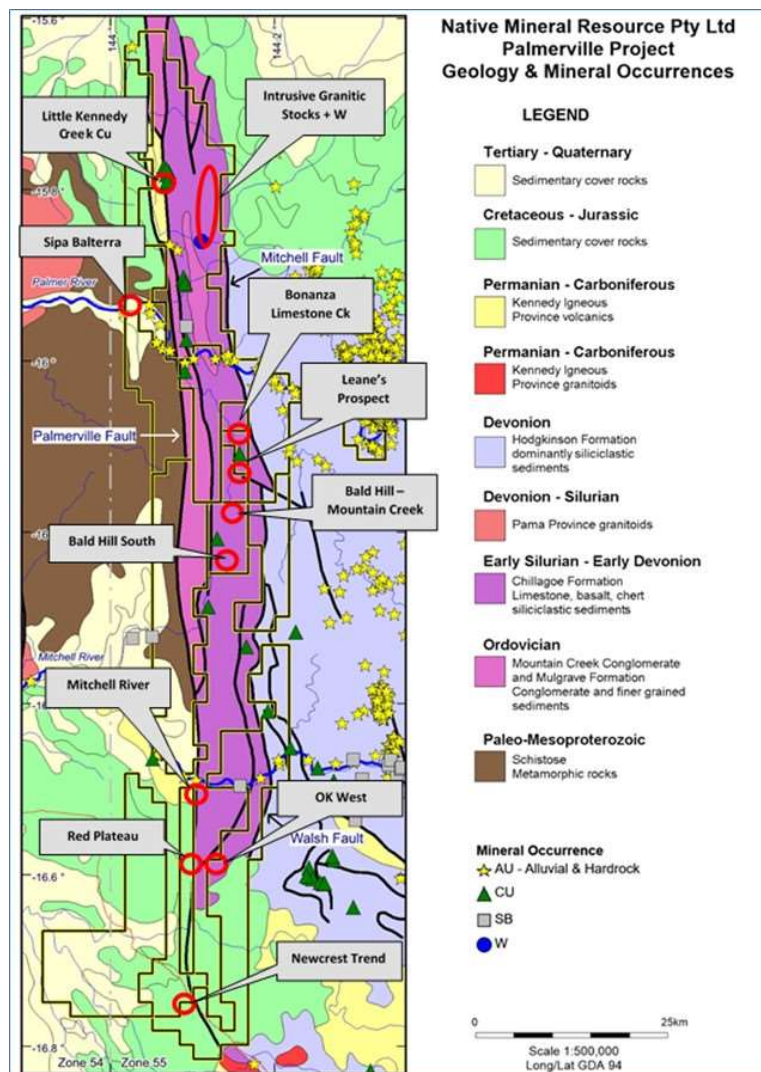 Native Mineral Resource Pty Ltd
Palmerville Project
Geology & Mineral Occurrences
-15.6
144
144.2
Little Kennedy
Creek Cu
Intrusive Granitic
Stocks + W
-15.8 °
Sipa Balterra
Palmer River
Mitchell Fault
Bonanza
Limestone Ck
-16 °
Leane's
Prospect
Palmerville Fault
Bald Hill –
Mountain Creek
-16
Bald Hill South
Mitchell River
Mitchell River
-16
OK West
Red Plateau
Walsh Fault
-16.6
Newcrest Trend
-16.8
Zone 54
Zone 55
LEGEND
Tertiary - Quaternary
Sedimentary cover rocks
Cretaceous - Jurassic
Sedimentary cover rocks
Permanian - Carboniferous
Kennedy Igneous
Province volcanics
Permanian - Carboniferous
Kennedy Igneous
Province granitoids
Devonion
Hodgkinson Formation
dominantly siliciclastic
sediments
Devonion - Silurian
Pama Province granitoids
Early Silurian - Early Devonion
Chillagoe Formation
Limestone, basalt, chert
siliciclastic sediments
Ordovician
Mountain Creek Conglomerate
and Mulgrave Formation
Conglomerate and finer grained
sediments
Paleo-Mesoproterozoic
Schistose
Metamorphic rocks
Mineral Occurrence
AU - Alluvial & Hardrock
CU
SB
W
0
25km
Scale 1:500,000
Long/Lat GDA 94